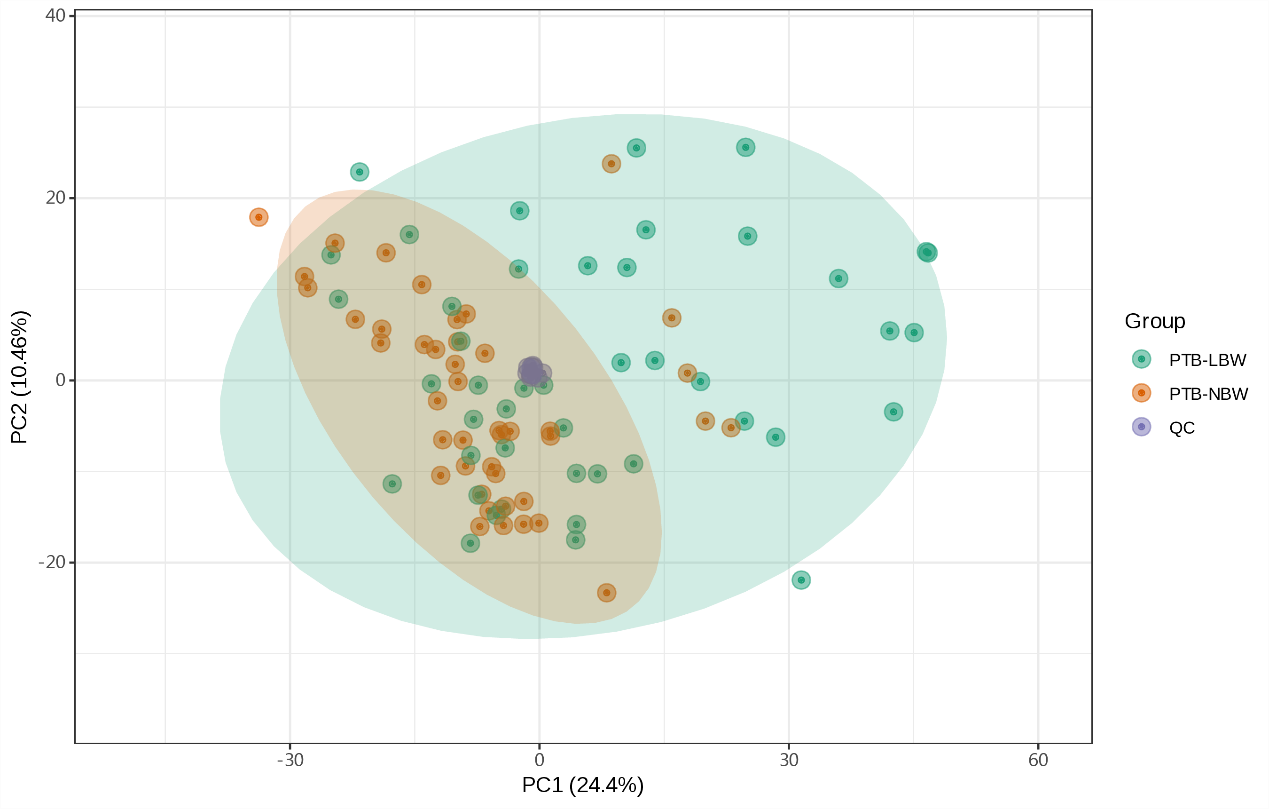 40
20
0
-20
PC2 (10.46%)
-30
0
30
60
PC1 (24.4%)
Group
PTB-LBW
PTB-NBW
QC